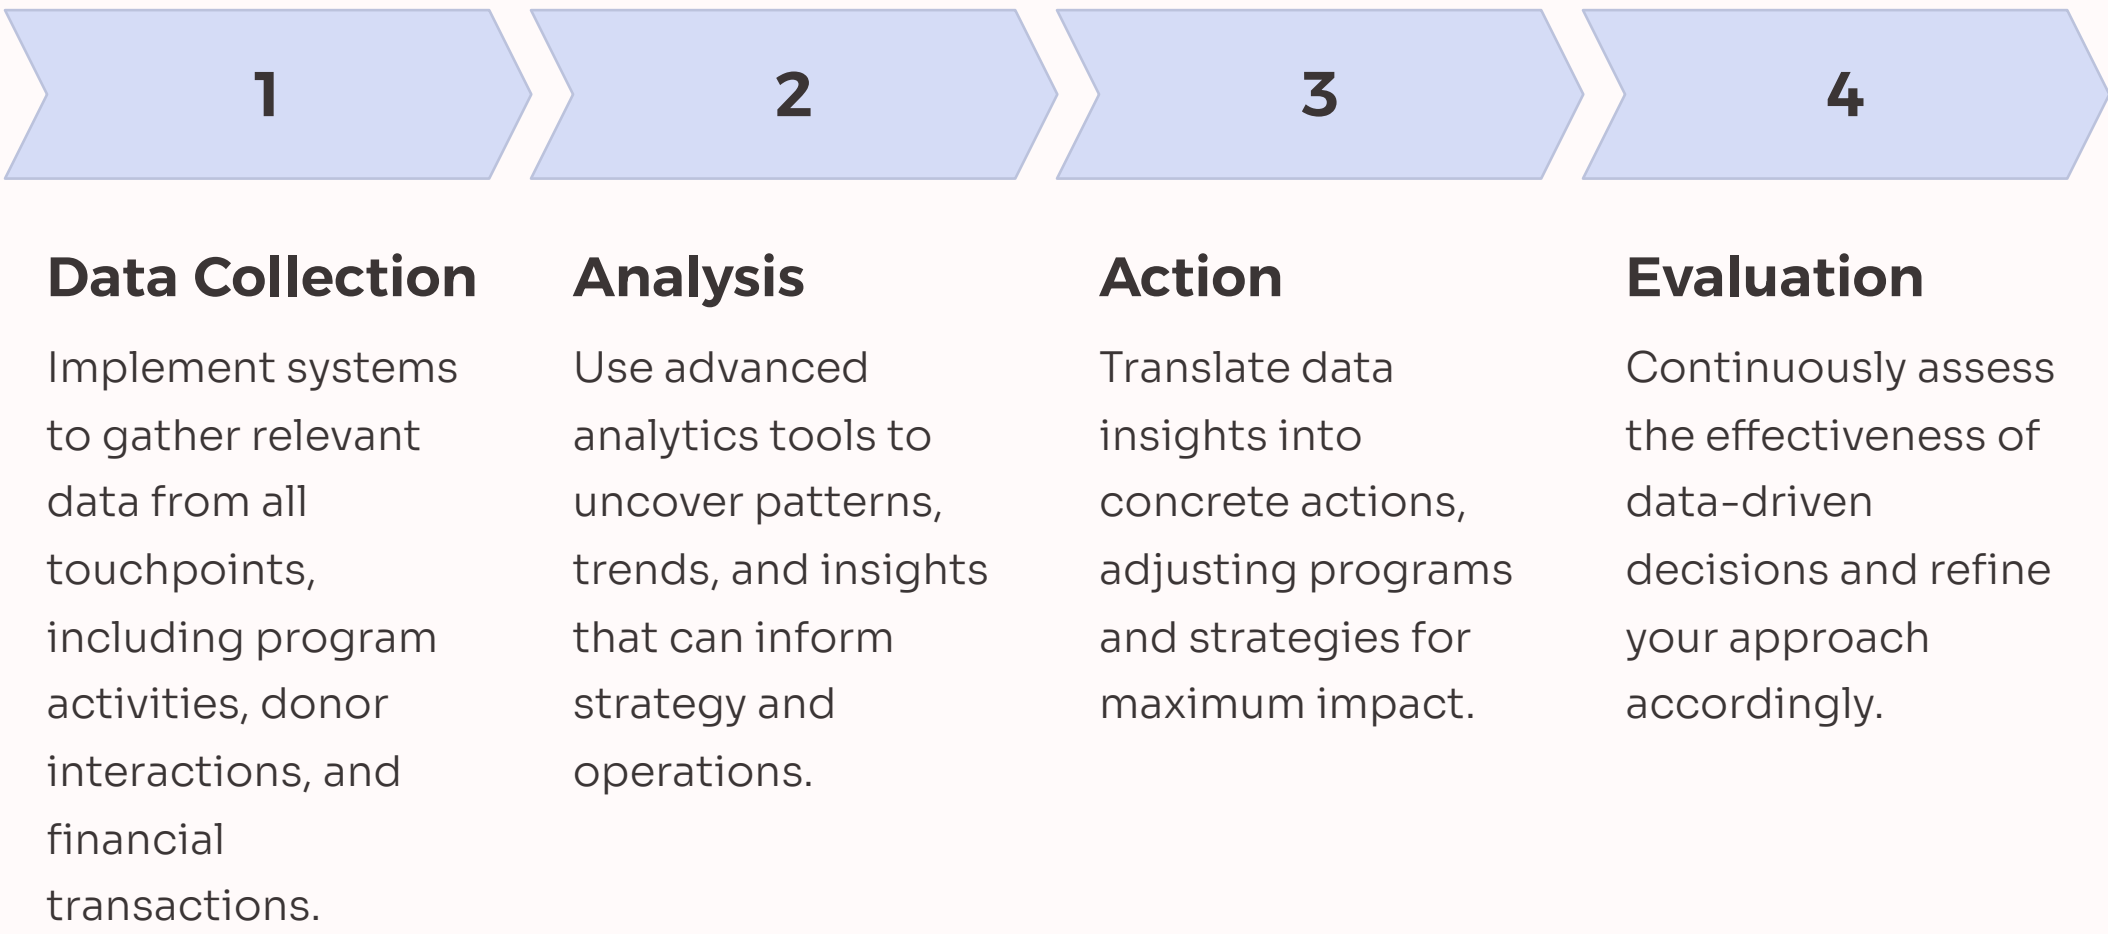 1
2
3
4
Data Collection
Implement systems
to gather relevant
data from all
touchpoints,
including program
activities, donor
interactions, and
financial
transactions.
Analysis
Use advanced
analytics tools to
uncover patterns,
trends, and insights
that can inform
strategy and
operations.
Action
Translate data
insights into
concrete actions,
adjusting programs
and strategies for
maximum impact.
Evaluation
Continuously assess
the effectiveness of
data-driven
decisions and refine
your approach
accordingly.